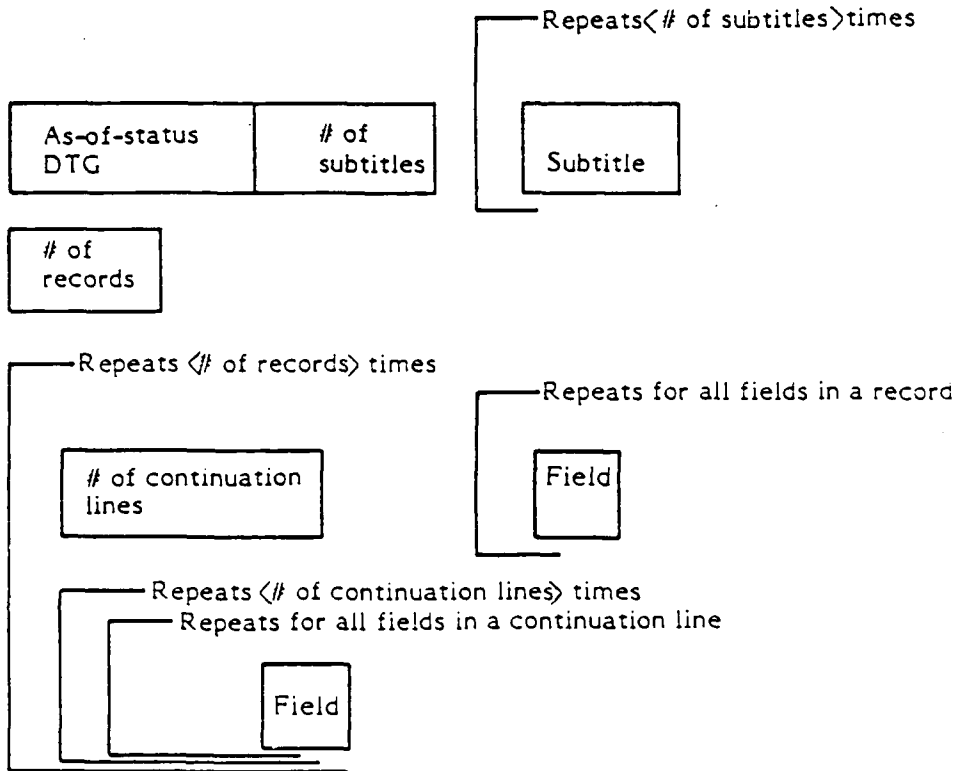 Repeats<# of subtitles>times
As-of-status
DTG
# of
subtitles
Subtitle
# of
records
Repeats <# of records> times
Repeats for all fields in a record
# of continuation
lines
Field
Repeats <# of continuation lines> times
Repeats for all fields in a continuation line
Field